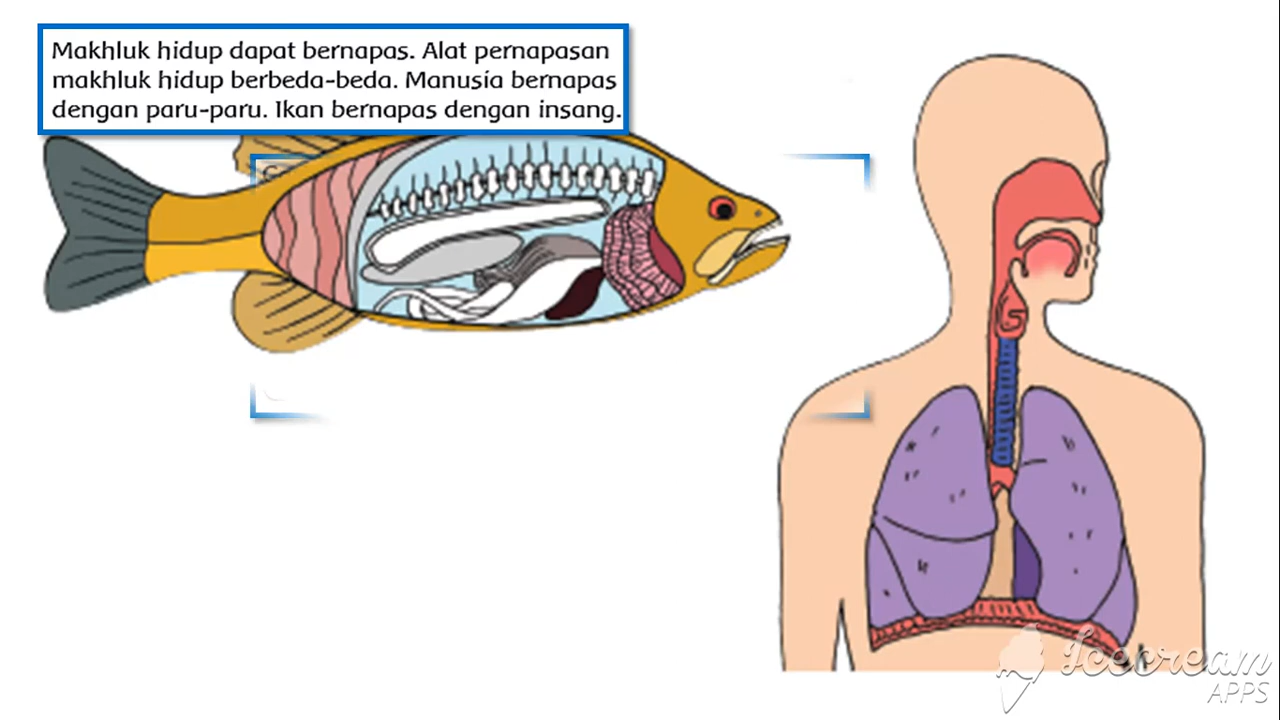 Makhluk hidup dapat bernapas. Alat pernapasan
makhluk hidup berbeda-beda. Manusia bernapas
dengan paru-paru. Ikan bernapas dengan insang.
Icecream
APPS